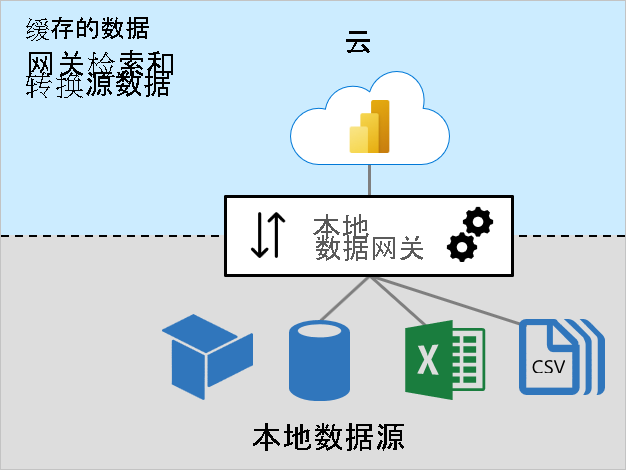 缓存的数据
网关检索和
转换源数据
云
本地
数据网关
X
CSV
本地数据源